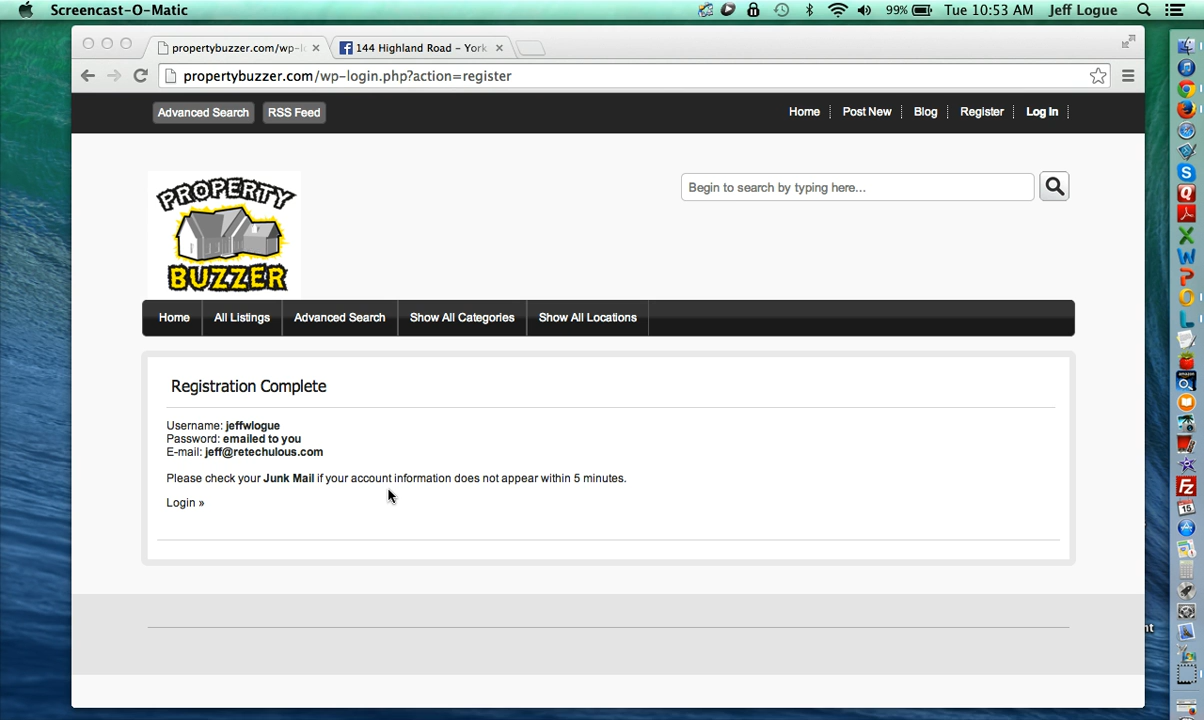 Screencast-O-Matic 99% Tue 10:53 AM Jeff Logue
propertybuzzer.com/wp-l 144 Highland Road – York
propertybuzzer.com/wp-login.php?action=register
Advanced Search RSS Feed Home Post New Blog Register Log In
PROPERTY
BUZZER
Begin to search by typing here...
Home All Listings Advanced Search Show All Categories Show All Locations
Registration Complete
Username: jeffwlogue
Password: emailed to you
E-mail: jeff@retechulous.com
Please check your Junk Mail if your account information does not appear within 5 minutes.
Login »